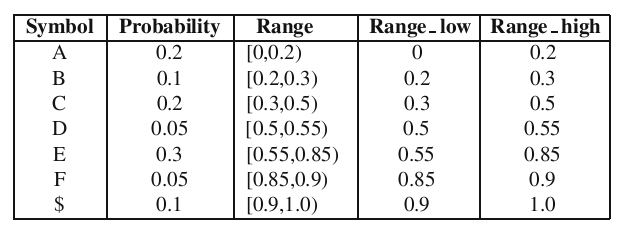 Symbol Probability Range Range_low Range_high
A 0.2 [0,0.2) 0 0.2
B 0.1 [0.2,0.3) 0.2 0.3
C 0.2 [0.3,0.5) 0.3 0.5
D 0.05 [0.5,0.55) 0.5 0.55
E 0.3 [0.55,0.85) 0.55 0.85
F 0.05 [0.85,0.9) 0.85 0.9
$ 0.1 [0.9,1.0) 0.9 1.0